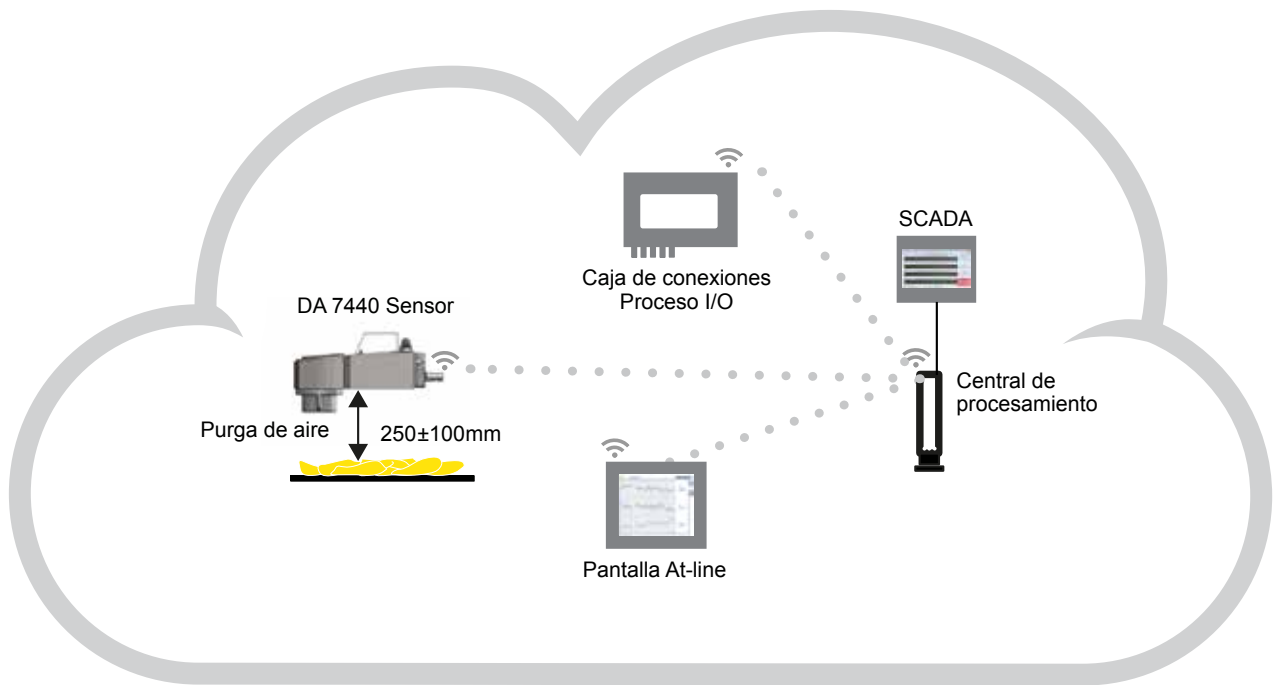 SCADA
Caja de conexiones
Proceso I/O
DA 7440 Sensor
Central de
procesamiento
Purga de aire
250±100mm
Pantalla At-line